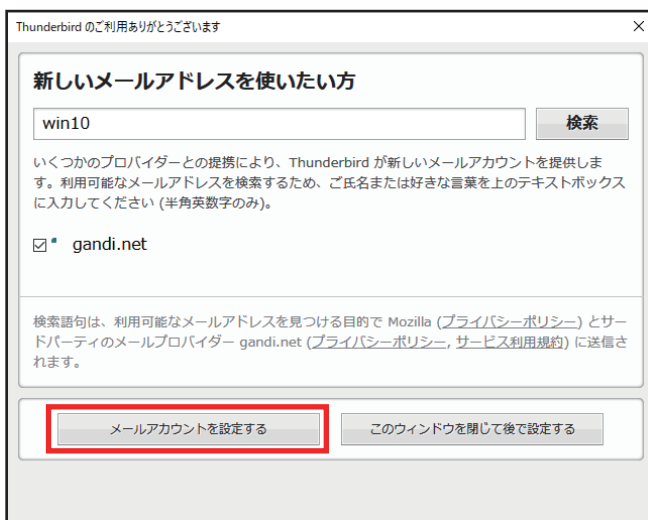 Thunderbird のご利用ありがとうございます
新しいメールアドレスを使いたい方
win10
検索
いくつかのプロバイダーとの提携により、Thunderbird が新しいメールアカウントを提供しま
す。利用可能なメールアドレスを検索するため、ご氏名または好きな言葉を上のテキストボックス
に入力してください (半角英数字のみ)。
gandi.net
検索語句は、利用可能なメールアドレスを見つける目的で Mozilla (プライバシーポリシー) とサー
ドパーティのメールプロバイダー gandi.net (プライバシーポリシー, サービス利用規約) に送信さ
れます。
メールアカウントを設定する
このウィンドウを閉じて後で設定する